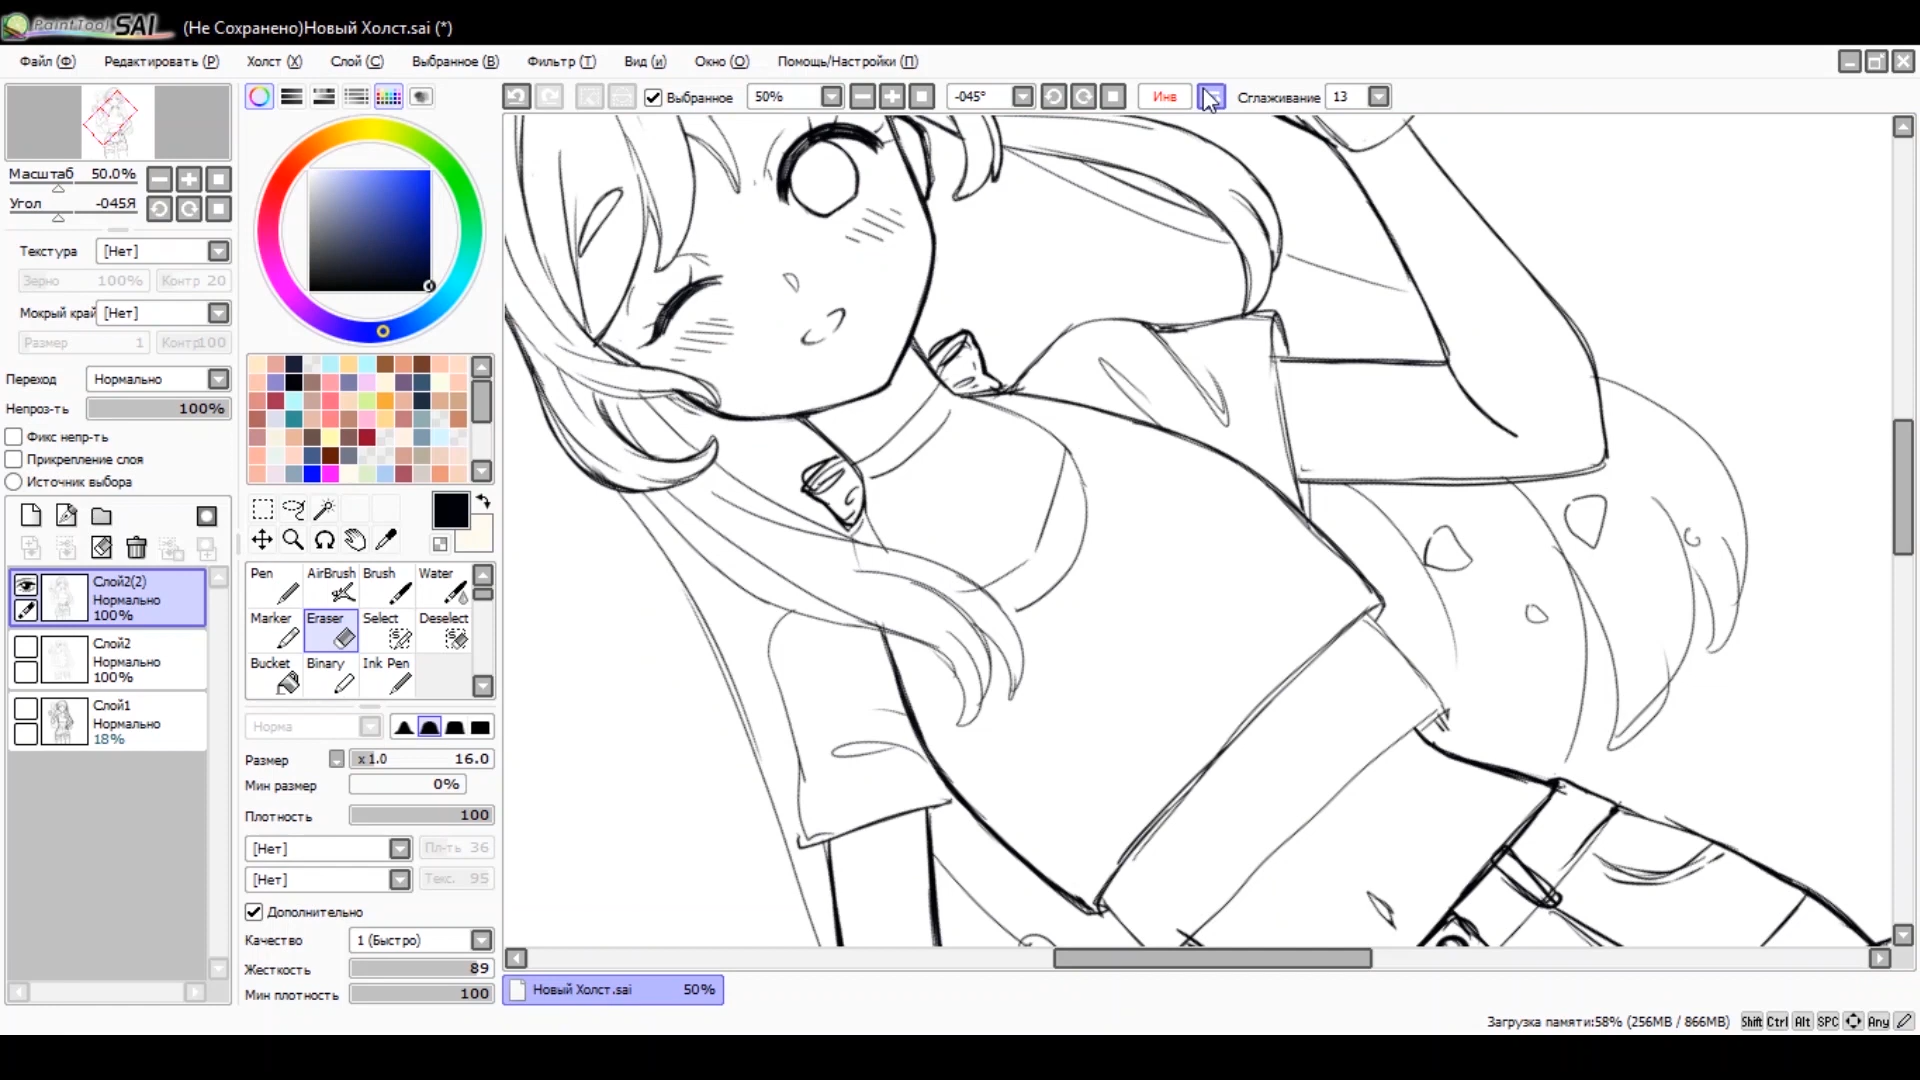 PaintTool SAI (Не Сохранено)Новый Холст.sai (*)
Файл (Ф) Редактировать (Р) Холст (Х) Слой (С) Выбранное (В) Фильтр (Т) Вид (и) Окно (О) Помощь/Настройки (П)
Выбранное 50% -045° Инв Сглаживание 13
Масштаб 50.0%
Угол -045Я
Текстура [Нет]
Зерно 100% Контр 20
Мокрый край [Нет]
Размер 1 Контр100
Переход Нормально
Непроз-ть 100%
Фикс непр-ть
Прикрепление слоя
Источник выбора
Слой2(2)
Нормально
100%
Слой2
Нормально
100%
Слой1
Нормально
18%
Pen AirBrush Brush Water
Marker Eraser Select Deselect
Bucket Binary Ink Pen
Норма
Размер x 1.0 16.0
Мин размер 0%
Плотность 100
[Нет] Пл-ть 36
[Нет] Текс. 95
Дополнительно
Качество 1 (Быстро)
Жесткость 89
Мин плотность 100
Новый Холст.sai 50%
Загрузка памяти:58% (256MB / 866MB) Shift Ctrl Alt SPC Any